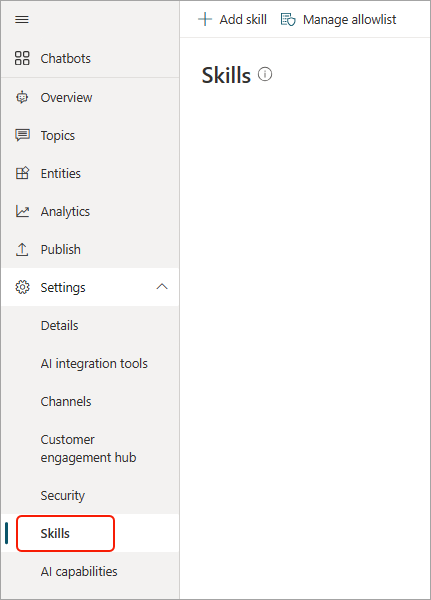 Chatbots
Overview
Topics
Entities
Analytics
Publish
Settings
Details
AI integration tools
Channels
Customer
engagement hub
Security
Skills
AI capabilities
Add skill Manage allowlist
Skills